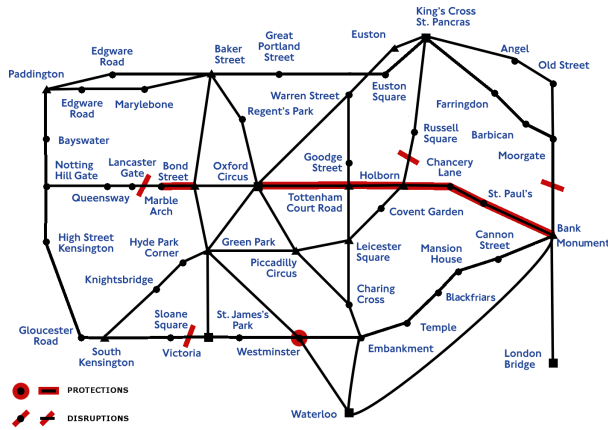 King's Cross
St. Pancras
Euston
Great
Portland
Street
Edgware
Road
Baker
Street
Angel
Old Street
Paddington
Edgware
Road
Marylebone
Warren Street
Euston
Square
Farringdon
Regent's Park
Russell
Square
Barbican
Bayswater
Moorgate
Notting
Hill Gate
Lancaster
Gate
Bond
Street
Oxford
Circus
Goodge
Street
Holborn
Chancery
Lane
St. Paul's
Queensway
Marble
Arch
Tottenham
Court Road
Covent Garden
High Street
Kensington
Hyde Park
Corner
Green Park
Piccadilly
Circus
Leicester
Square
Mansion
House
Cannon
Street
Bank
Monument
Knightsbridge
Charing
Cross
Blackfriars
Gloucester
Road
South
Kensington
Sloane
Square
Victoria
St. James's
Park
Westminster
Embankment
Temple
London
Bridge
Waterloo
PROTECTIONS
DISRUPTIONS